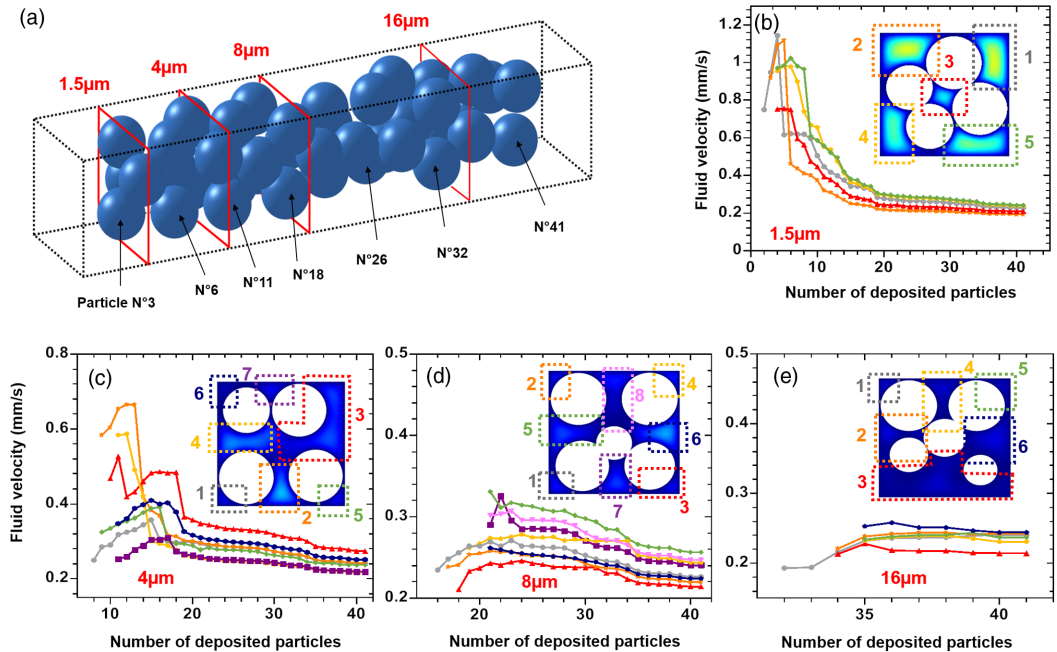 (a)
16µm
8µm
4µm
1.5µm
N°41
N°32
N°26
N°18
N°11
N°6
Particle N°3
(b)
Fluid velocity (mm/s)
1.2
1
0.8
0.6
0.4
0.2
0
0 10 20 30 40
Number of deposited particles
1.5µm
2
3
1
4
5
(c)
Fluid velocity (mm/s)
0.8
0.6
0.4
0.2
10 20 30 40
Number of deposited particles
4µm
7
6
3
4
1
2
5
(d)
0.5
0.4
0.3
0.2
20 30 40
Number of deposited particles
8µm
2
4
8
5
6
1
7
3
(e)
0.5
0.4
0.3
0.2
35 40
Number of deposited particles
16µm
4
5
1
2
6
3